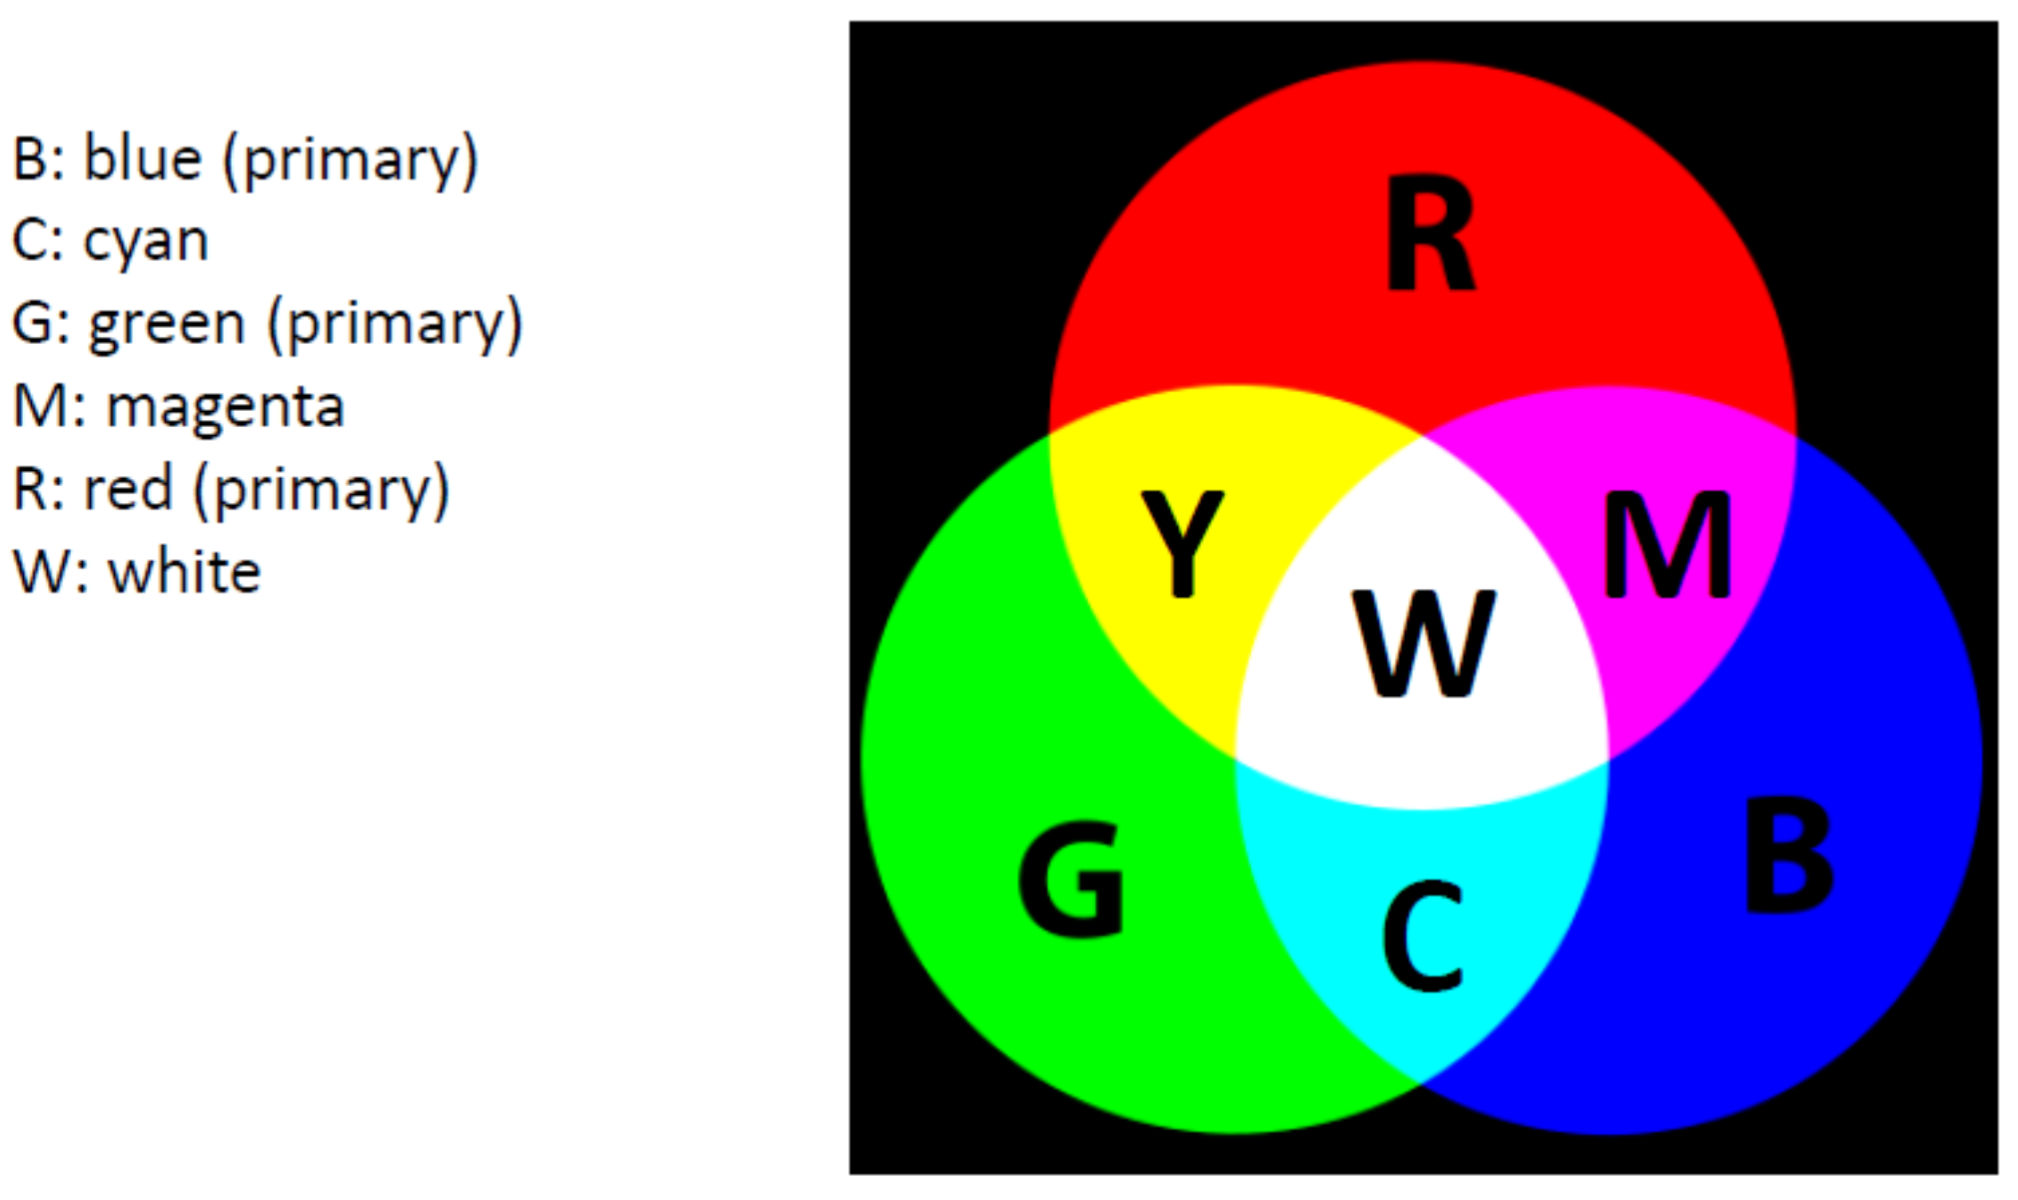 B: blue (primary)
C: cyan
G: green (primary)
M: magenta
R: red (primary)
W: white
R
Y
M
W
G
C
B